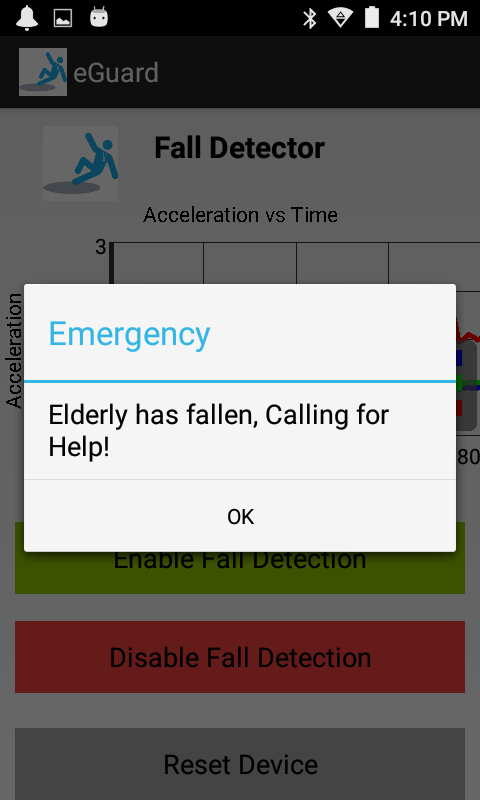 4:10 PM
eGuard
Fall Detector
Acceleration vs Time
3
Acceleration
Emergency
Elderly has fallen, Calling for
Help!
80
OK
Enable Fall Detection
Disable Fall Detection
Reset Device